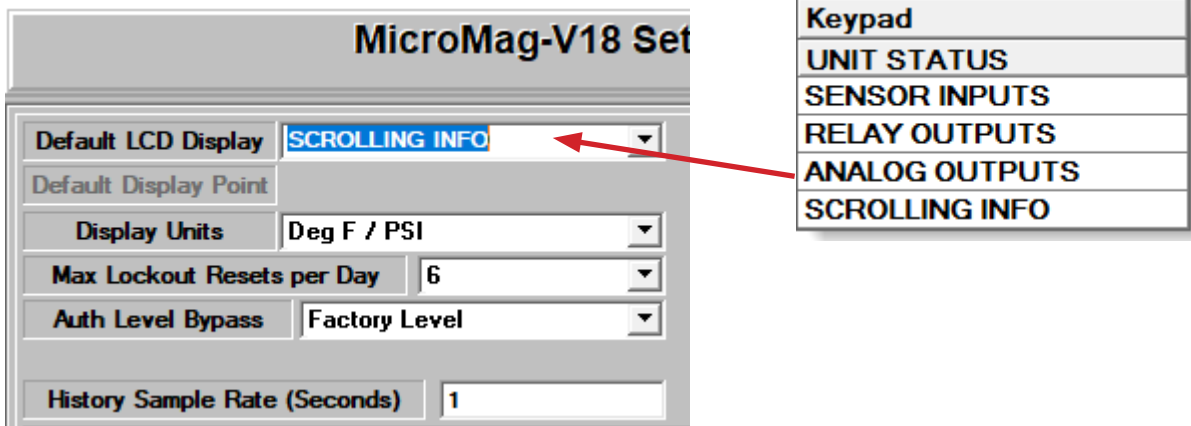 MicroMag-V18 Set
Default LCD Display SCROLLING INFO
Default Display Point
Display Units Deg F / PSI
Max Lockout Resets per Day 6
Auth Level Bypass Factory Level
History Sample Rate (Seconds) 1
Keypad
UNIT STATUS
SENSOR INPUTS
RELAY OUTPUTS
ANALOG OUTPUTS
SCROLLING INFO